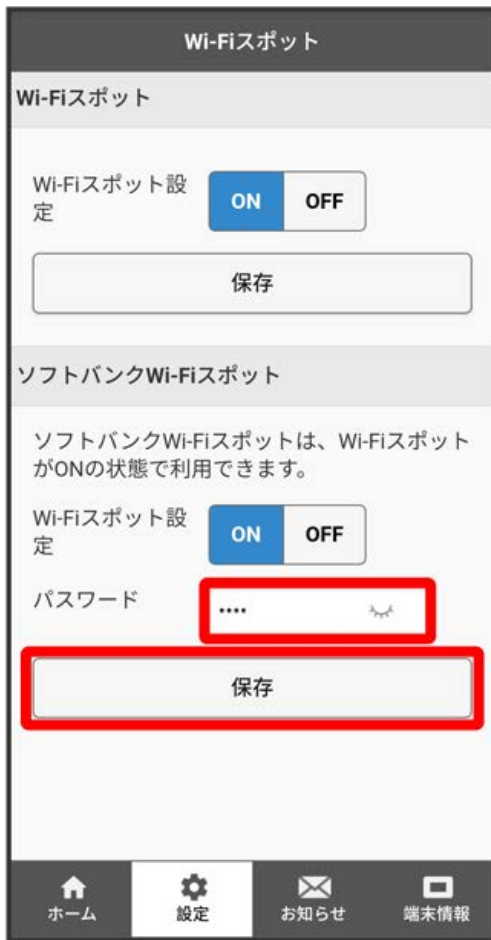 Wi-Fiスポット
Wi-Fiスポット
Wi-Fiスポット設
定
ON
OFF
保存
ソフトバンクWi-Fiスポット
ソフトバンクWi-Fiスポットは、Wi-Fiスポット
がONの状態で利用できます。
Wi-Fiスポット設
定
ON
OFF
パスワード
••••
保存
ホーム
設定
お知らせ
端末情報